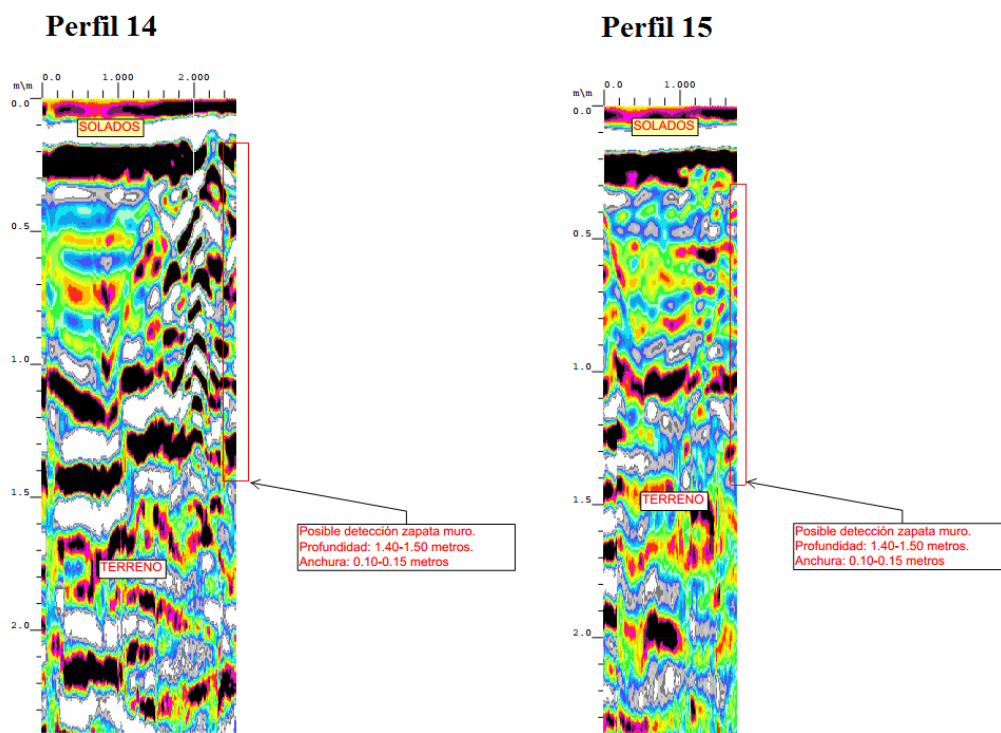 Perfil 14
m\m
0.0 1.000 2.000
0.0
SOLADOS
0.5
1.0
1.5
Posible detección zapata muro.
Profundidad: 1.40-1.50 metros.
Anchura: 0.10-0.15 metros
TERRENO
2.0
Perfil 15
m\m
0.0 1.000
0.0
SOLADOS
0.5
1.0
1.5
TERRENO
Posible detección zapata muro.
Profundidad: 1.40-1.50 metros.
Anchura: 0.10-0.15 metros
2.0